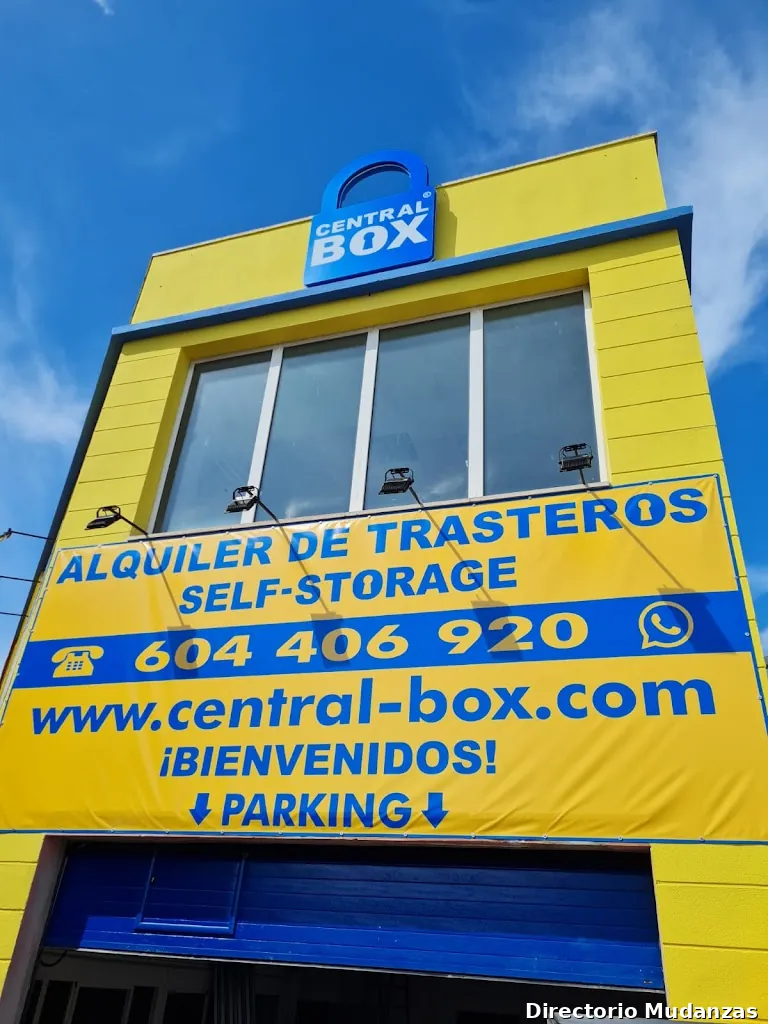 CENTRAL
BOX
®
ALQUILER DE TRASTEROS
SELF-STORAGE
604 406 920
www.central-box.com
¡BIENVENIDOS!
PARKING
Directorio Mudanzas